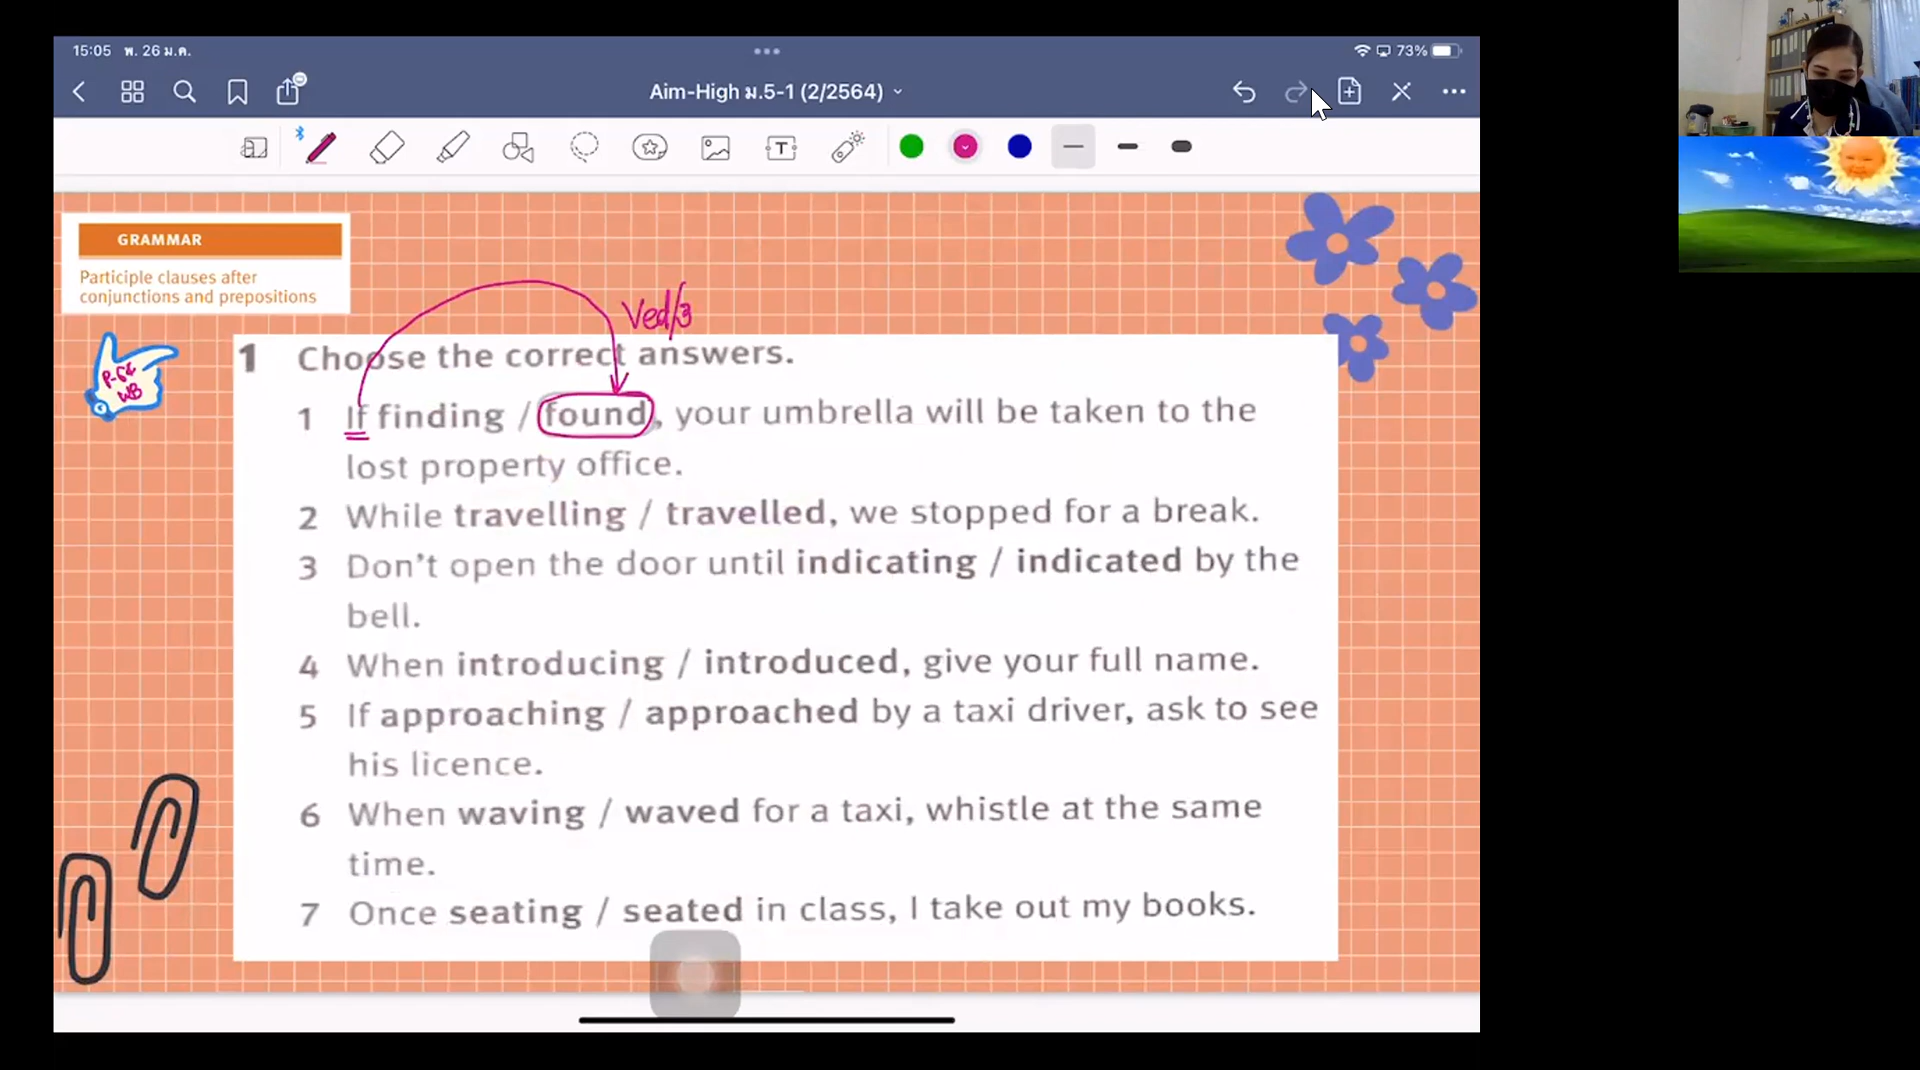 15:05 พ. 26 ม.ค.
73%
Aim-High ม.5-1 (2/2564)
T
GRAMMAR
Participle clauses after
conjunctions and prepositions
Ved/3
P-64
WB
1 Choose the correct answers.
1 If finding / found, your umbrella will be taken to the
lost property office.
2 While travelling / travelled, we stopped for a break.
3 Don't open the door until indicating / indicated by the
bell.
4 When introducing / introduced, give your full name.
5 If approaching / approached by a taxi driver, ask to see
his licence.
6 When waving / waved for a taxi, whistle at the same
time.
7 Once seating / seated in class, I take out my books.